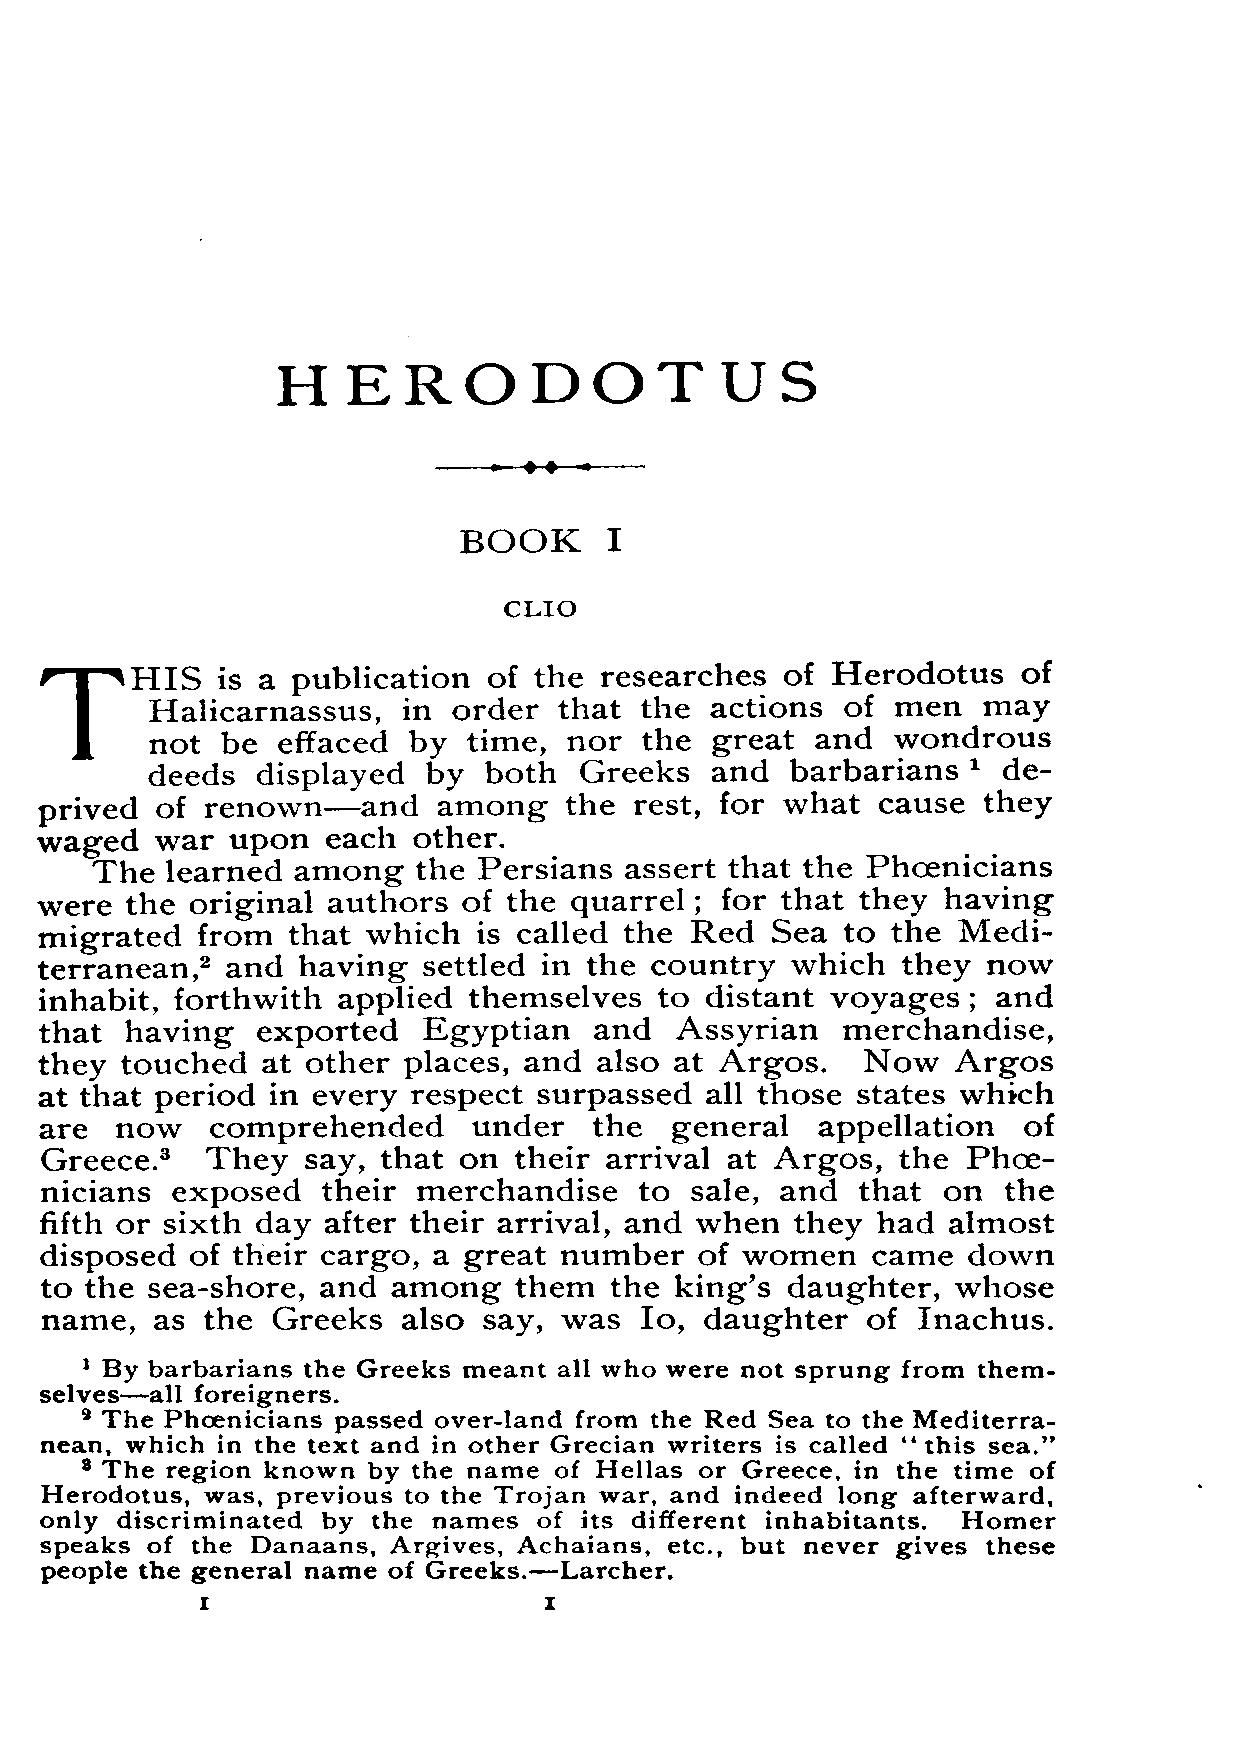 HERODOTUS
BOOK I
CLIO
THIS is a publication of the researches of Herodotus of
Halicarnassus, in order that the actions of men may
not be effaced by time, nor the great and wondrous
deeds displayed by both Greeks and barbarians ¹ de-
prived of renown—and among the rest, for what cause they
waged war upon each other.
The learned among the Persians assert that the Phœnicians
were the original authors of the quarrel; for that they having
migrated from that which is called the Red Sea to the Medi-
terranean,² and having settled in the country which they now
inhabit, forthwith applied themselves to distant voyages; and
that having exported Egyptian and Assyrian merchandise,
they touched at other places, and also at Argos. Now Argos
at that period in every respect surpassed all those states which
are now comprehended under the general appellation of
Greece.³ They say, that on their arrival at Argos, the Phœ-
nicians exposed their merchandise to sale, and that on the
fifth or sixth day after their arrival, and when they had almost
disposed of their cargo, a great number of women came down
to the sea-shore, and among them the king's daughter, whose
name, as the Greeks also say, was Io, daughter of Inachus.
¹ By barbarians the Greeks meant all who were not sprung from them-
selves—all foreigners.
² The Phœnicians passed over-land from the Red Sea to the Mediterra-
nean, which in the text and in other Grecian writers is called "this sea."
³ The region known by the name of Hellas or Greece, in the time of
Herodotus, was, previous to the Trojan war, and indeed long afterward,
only discriminated by the names of its different inhabitants. Homer
speaks of the Danaans, Argives, Achaians, etc., but never gives these
people the general name of Greeks.—Larcher.
I I